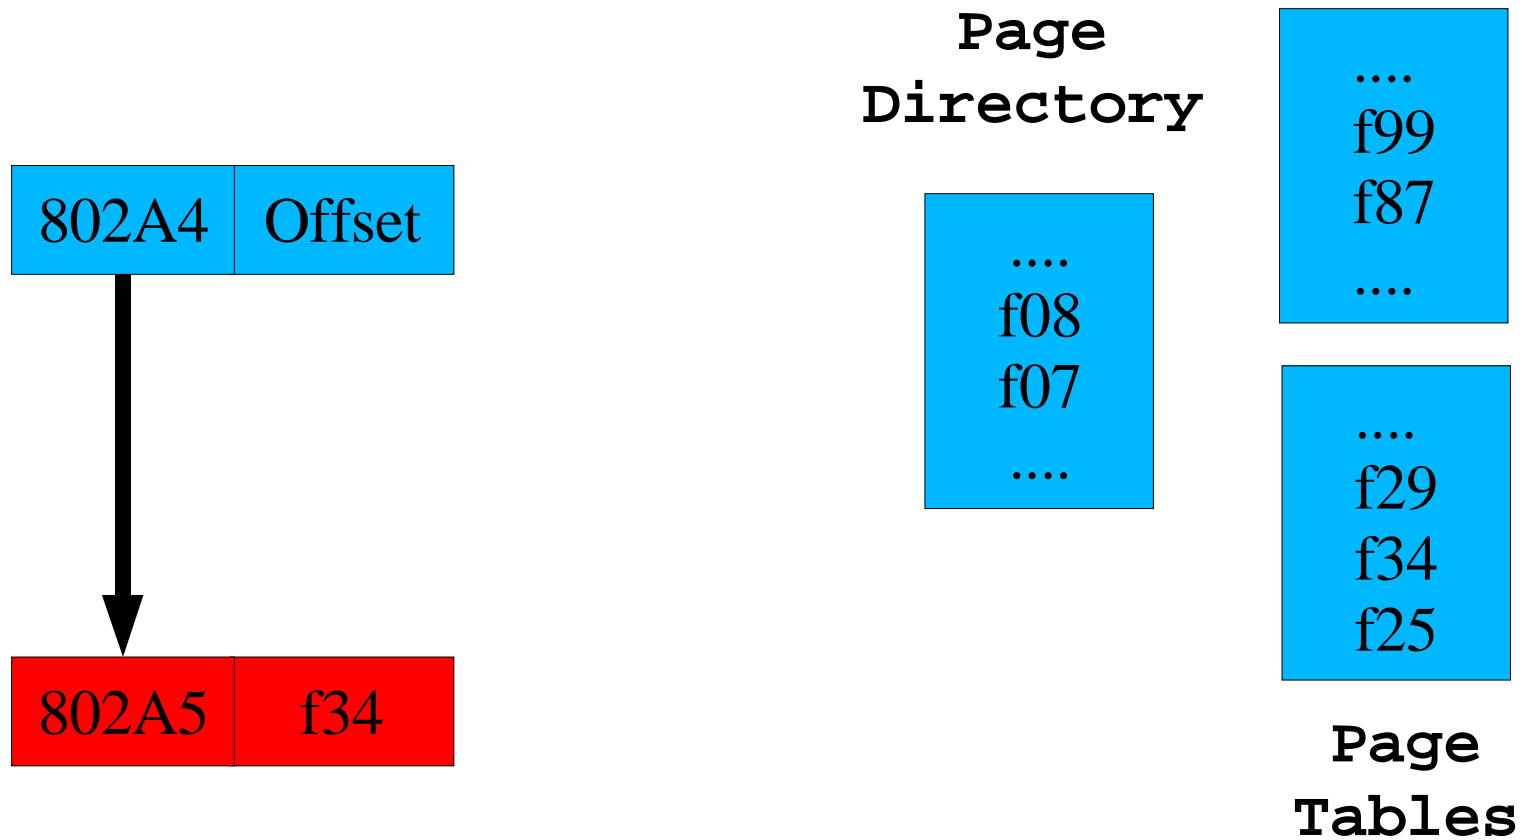 802A4 Offset
802A5 f34
Page
Directory
....
f08
f07
....
....
f99
f87
....
....
f29
f34
f25
Page
Tables